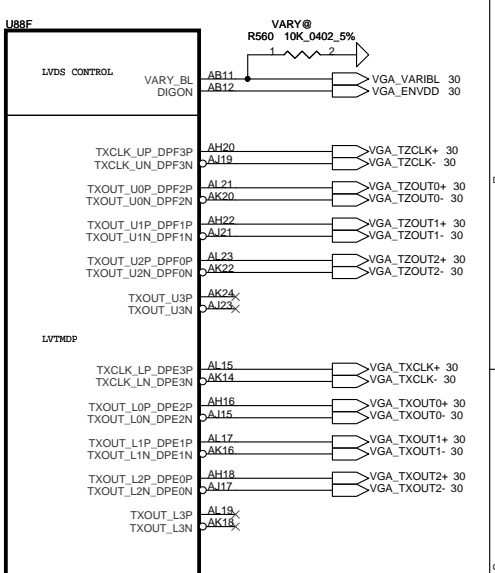 U88F
VARY@
R560 10K_0402_5%
1 2
LVDS CONTROL
VARY_BL AB11 VGA_VARIBL 30
DIGON AB12 VGA_ENVDD 30
TXCLK_UP_DPF3P AH20 VGA_TZCLK+ 30
TXCLK_UN_DPF3N AJ19 VGA_TZCLK- 30
TXOUT_U0P_DPF2P AL21 VGA_TZOUT0+ 30
TXOUT_U0N_DPF2N AK20 VGA_TZOUT0- 30
TXOUT_U1P_DPF1P AH22 VGA_TZOUT1+ 30
TXOUT_U1N_DPF1N AJ21 VGA_TZOUT1- 30
TXOUT_U2P_DPF0P AL23 VGA_TZOUT2+ 30
TXOUT_U2N_DPF0N AK22 VGA_TZOUT2- 30
TXOUT_U3P AK24
TXOUT_U3N AJ23
LVTMDP
TXCLK_LP_DPE3P AL15 VGA_TXCLK+ 30
TXCLK_LN_DPE3N AK14 VGA_TXCLK- 30
TXOUT_L0P_DPE2P AH16 VGA_TXOUT0+ 30
TXOUT_L0N_DPE2N AJ15 VGA_TXOUT0- 30
TXOUT_L1P_DPE1P AL17 VGA_TXOUT1+ 30
TXOUT_L1N_DPE1N AK16 VGA_TXOUT1- 30
TXOUT_L2P_DPE0P AH18 VGA_TXOUT2+ 30
TXOUT_L2N_DPE0N AJ17 VGA_TXOUT2- 30
TXOUT_L3P AL19
TXOUT_L3N AK18